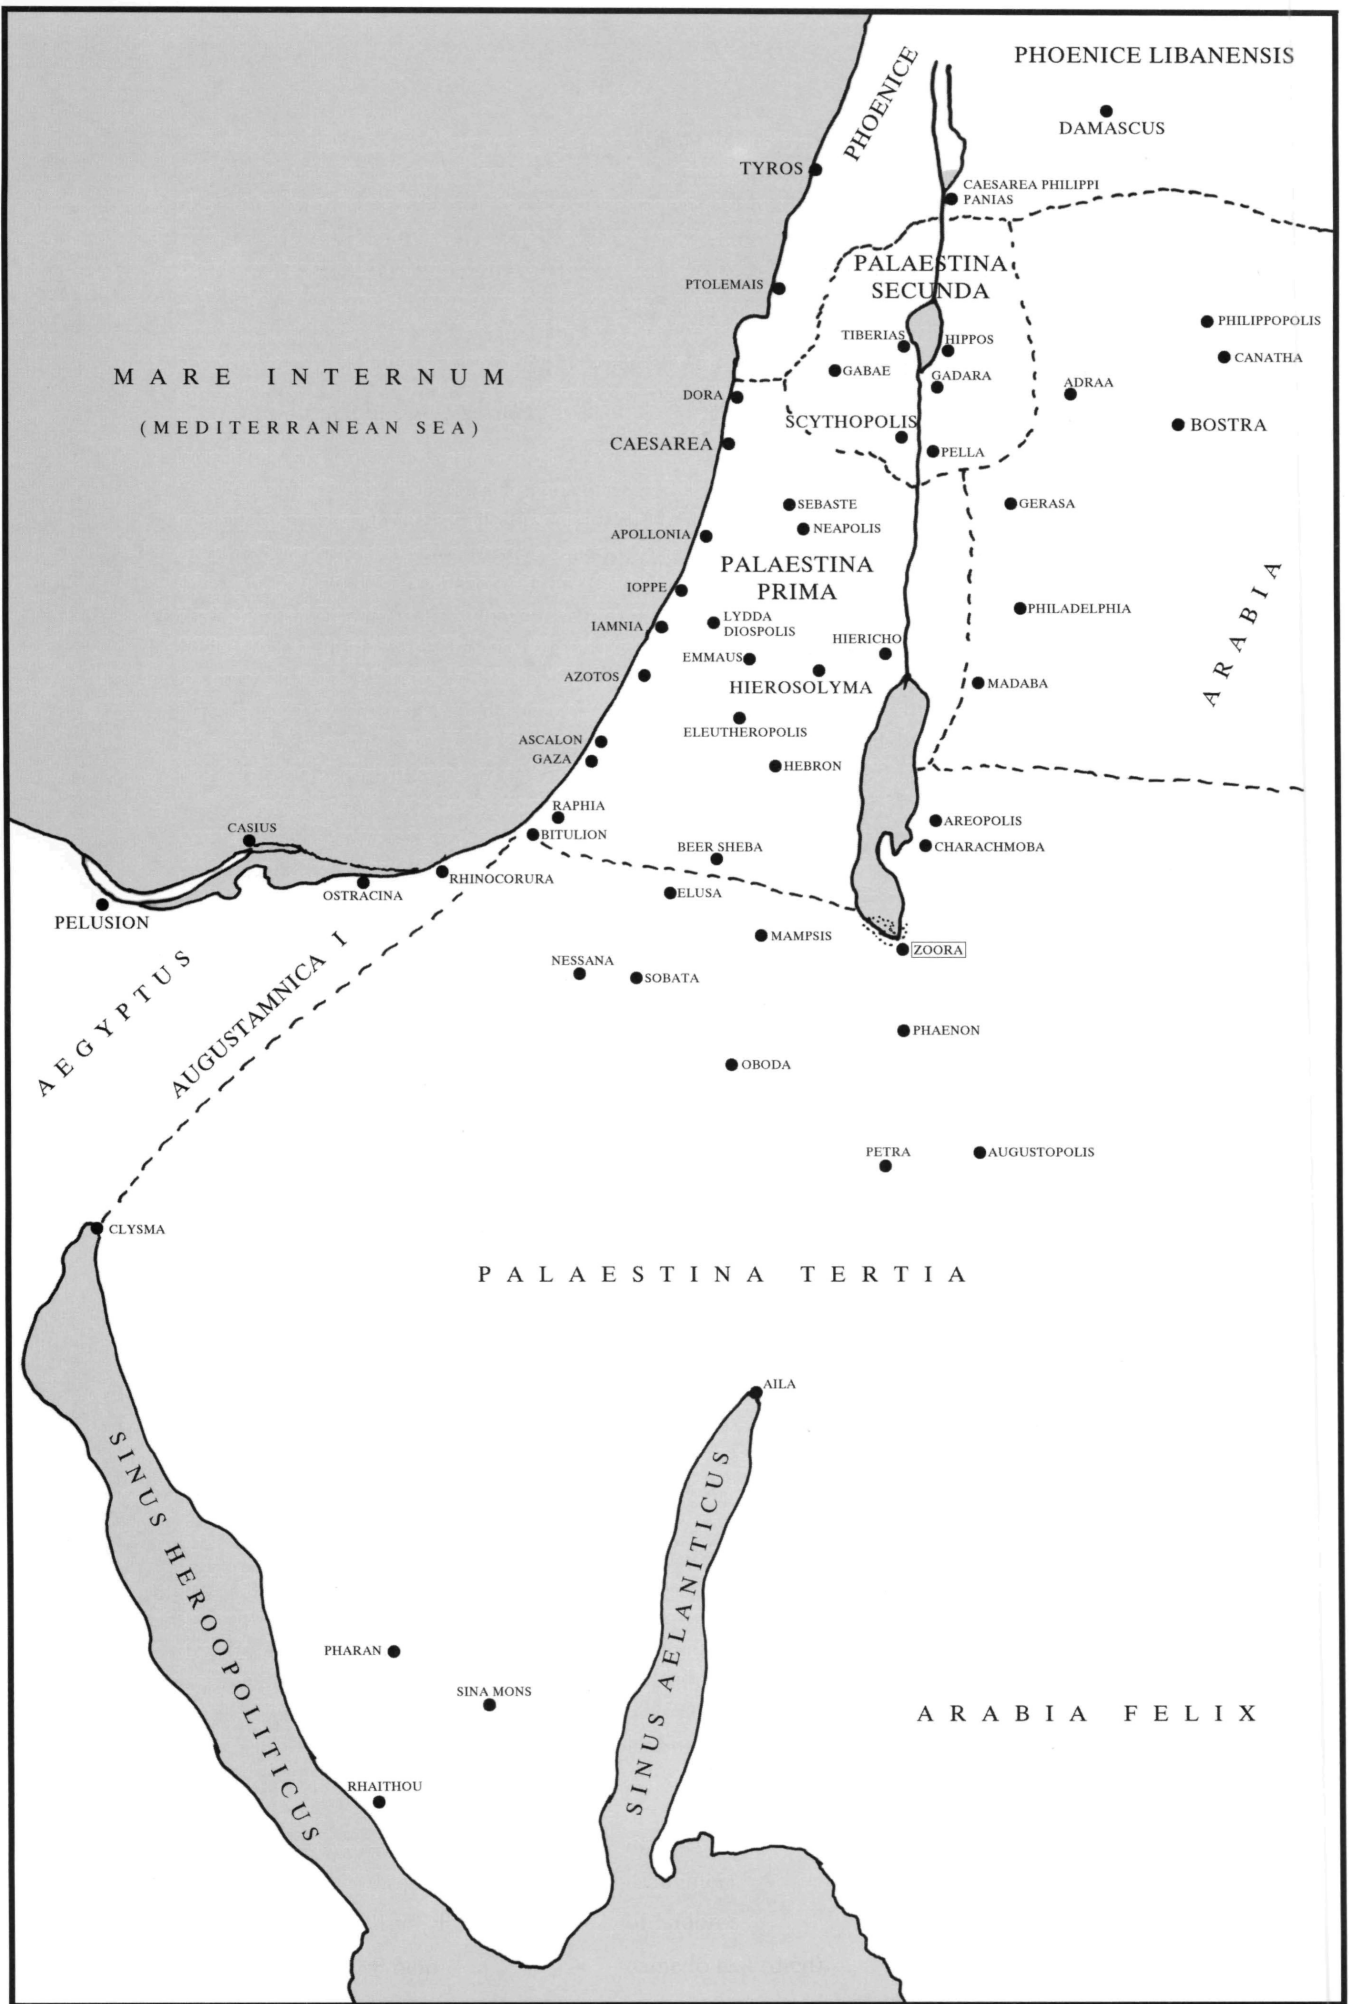 PHOENICE LIBANENSIS
PHOENICE
DAMASCUS
TYROS
CAESAREA PHILIPPI
PANIAS
PALAESTINA
SECUNDA
PTOLEMAIS
PHILIPPOPOLIS
TIBERIAS
HIPPOS
CANATHA
MARE INTERNUM
(MEDITERRANEAN SEA)
GABAE
GADARA
ADRAA
DORA
SCYTHOPOLIS
BOSTRA
CAESAREA
PELLA
SEBASTE
GERASA
NEAPOLIS
APOLLONIA
PALAESTINA
PRIMA
IOPPE
ARABIA
PHILADELPHIA
LYDDA
DIOSPOLIS
IAMNIA
HIERICHO
EMMAUS
AZOTOS
HIEROSOLYMA
MADABA
ELEUTHEROPOLIS
ASCALON
GAZA
HEBRON
RAPHIA
BITULION
AREOPOLIS
CASIUS
BEER SHEBA
CHARACHMOBA
RHINOCORURA
OSTRACINA
ELUSA
PELUSION
MAMPSIS
ZOORA
NESSANA
SOBATA
AEGYPTUS
AUGUSTAMNICA I
PHAENON
OBODA
PETRA
AUGUSTOPOLIS
CLYSMA
PALAESTINA TERTIA
AILA
SINUS HEROOPOLITICUS
SINUS AELANITICUS
PHARAN
SINA MONS
ARABIA FELIX
RHAITHOU